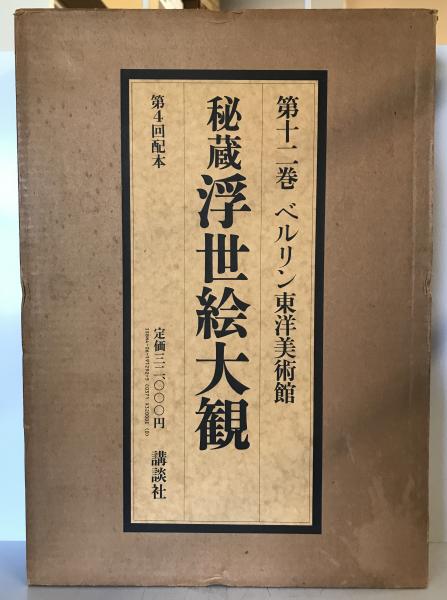 第十二巻 ベルリン東洋美術館
秘蔵浮世絵大観
第4回配本
定価三二、〇〇〇円
講談社